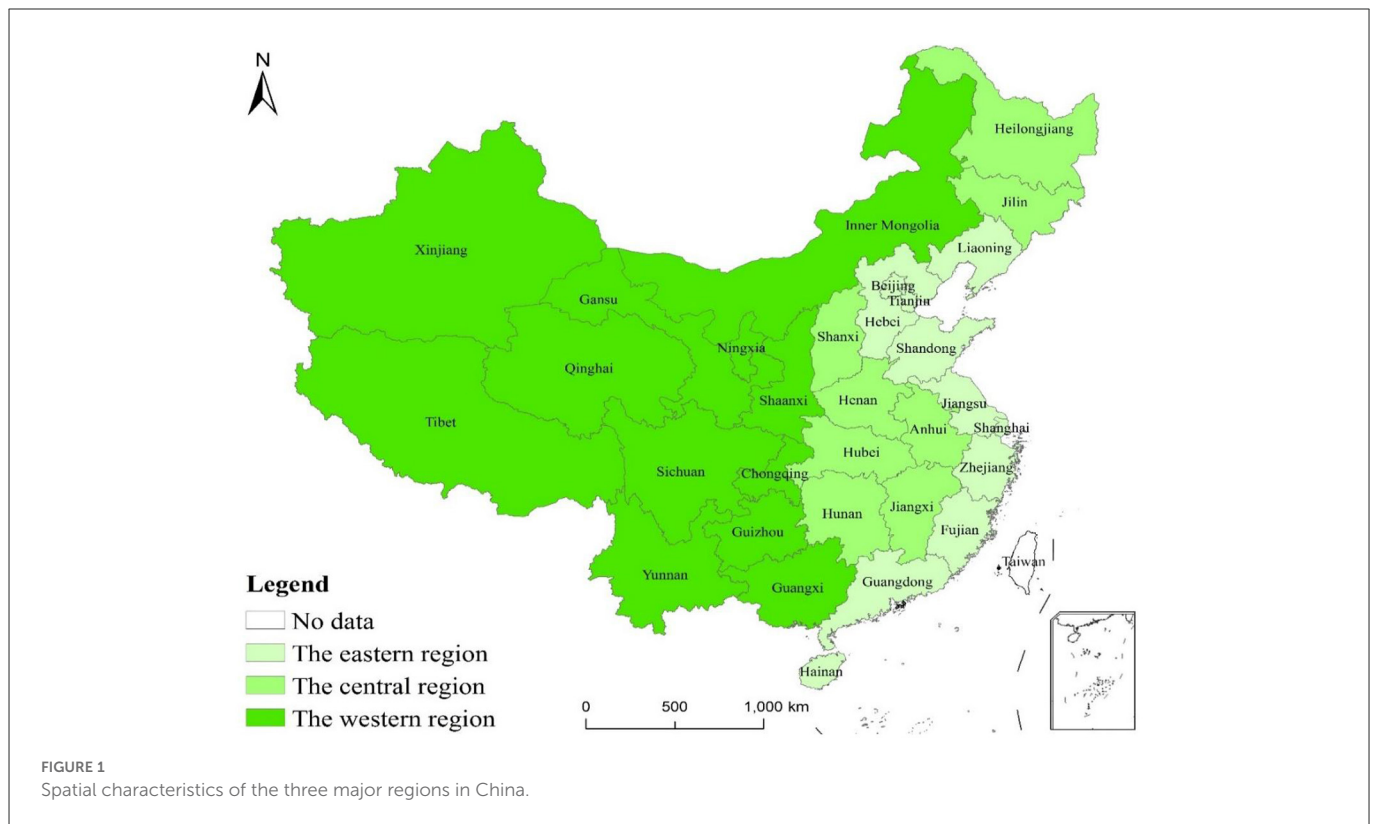 N
Heilongjiang
Jilin
Inner Mongolia
Liaoning
Xinjiang
Beijing
Tianjin
Gansu
Hebei
Shanxi
Shandong
Ningxia
Qinghai
Shaanxi
Henan
Jiangsu
Tibet
Anhui
Shanghai
Hubei
Zhejiang
Sichuan
Chongqing
Hunan
Jiangxi
Guizhou
Fujian
Taiwan
Yunnan
Guangxi
Guangdong
Hainan
Legend
No data
The eastern region
The central region
The western region
0 500 1,000 km
FIGURE 1
Spatial characteristics of the three major regions in China.